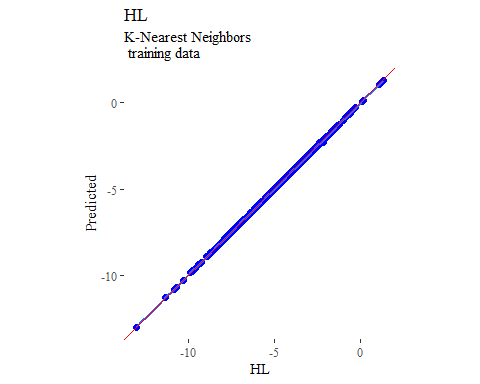 HL
K-Nearest Neighbors
training data
0
-5
-10
Predicted
-10
-5
0
HL